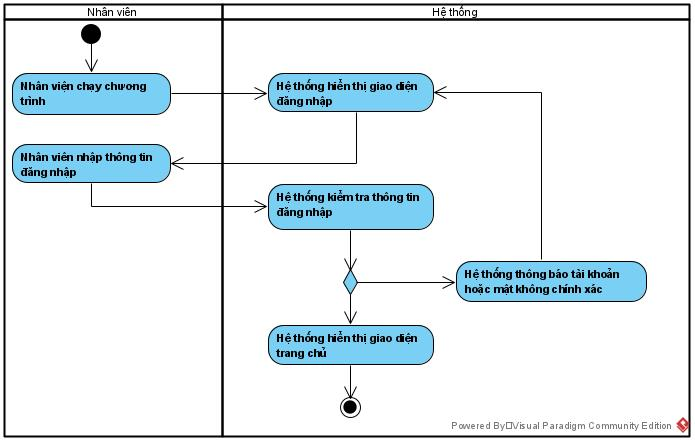 Nhân viên
Hệ thống
Nhân viện chạy chương
trình
Hệ thống hiển thị giao diện
đăng nhập
Nhân viên nhập thông tin
đăng nhập
Hệ thống kiểm tra thông tin
đăng nhập
Hệ thống thông báo tài khoản
hoặc mật không chính xác
Hệ thống hiển thị giao diện
trang chủ
Powered By Visual Paradigm Community Edition